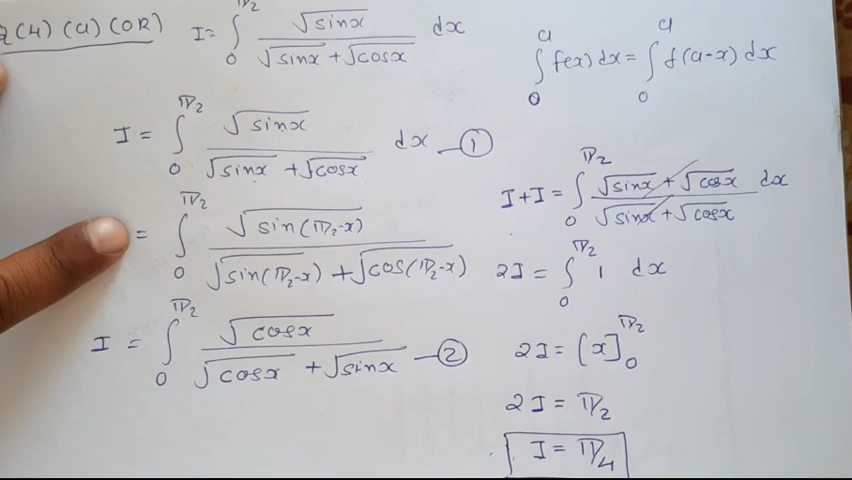 2(4) (a) (OR) I = ∫₀^π/2 √sinx / (√sinx + √cosx) dx
I = ∫₀^π/2 √sinx / (√sinx + √cosx) dx —①
= ∫₀^π/2 √sin(π/2-x) / (√sin(π/2-x) + √cos(π/2-x))
I = ∫₀^π/2 √cosx / (√cosx + √sinx) —②
∫₀^a f(x) dx = ∫₀^a f(a-x) dx
I+I = ∫₀^π/2 (√sinx + √cosx) / (√sinx + √cosx) dx
2I = ∫₀^π/2 1 dx
2I = [x]₀^π/2
2I = π/2
I = π/4